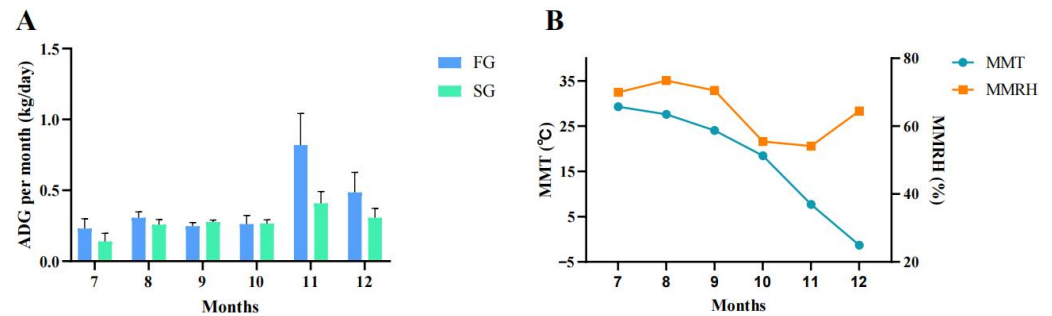 A
ADG per month (kg/day)
1.5
1.0
0.5
0.0
7 8 9 10 11 12
Months
FG
SG
B
MMT (℃)
35
25
15
5
−5
7 8 9 10 11 12
Months
80
60
40
20
MMRH (%)
MMT
MMRH